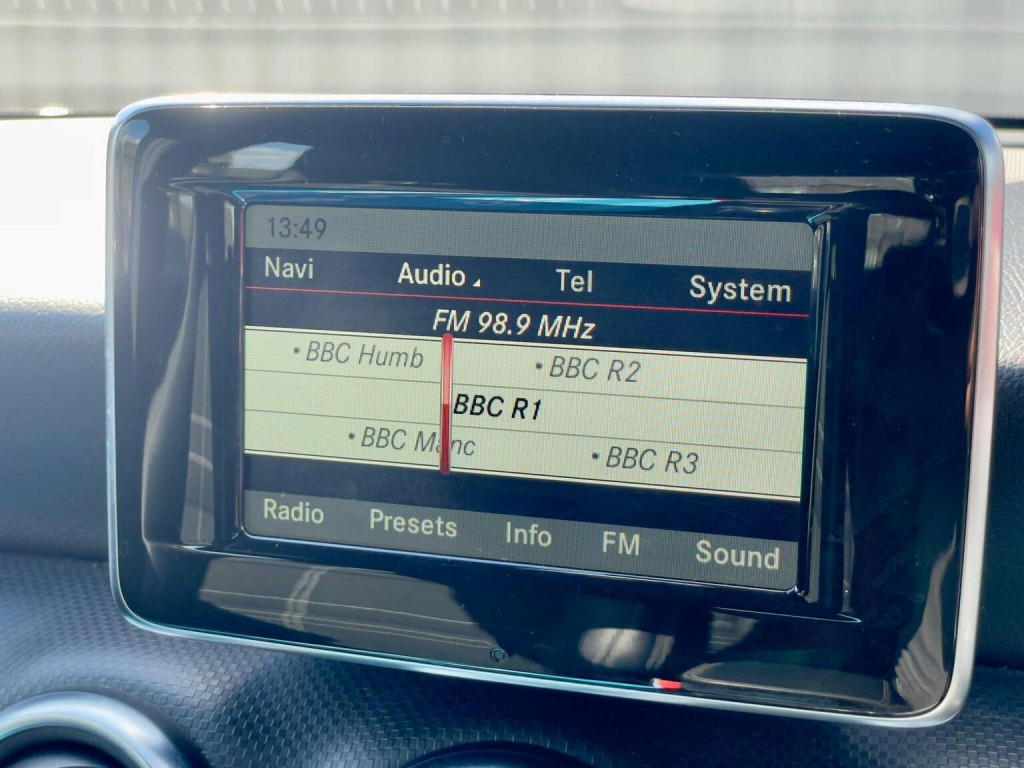 13:49
Navi Audio Tel System
FM 98.9 MHz
• BBC Humb • BBC R2
BBC R1
• BBC Manc • BBC R3
Radio Presets Info FM Sound